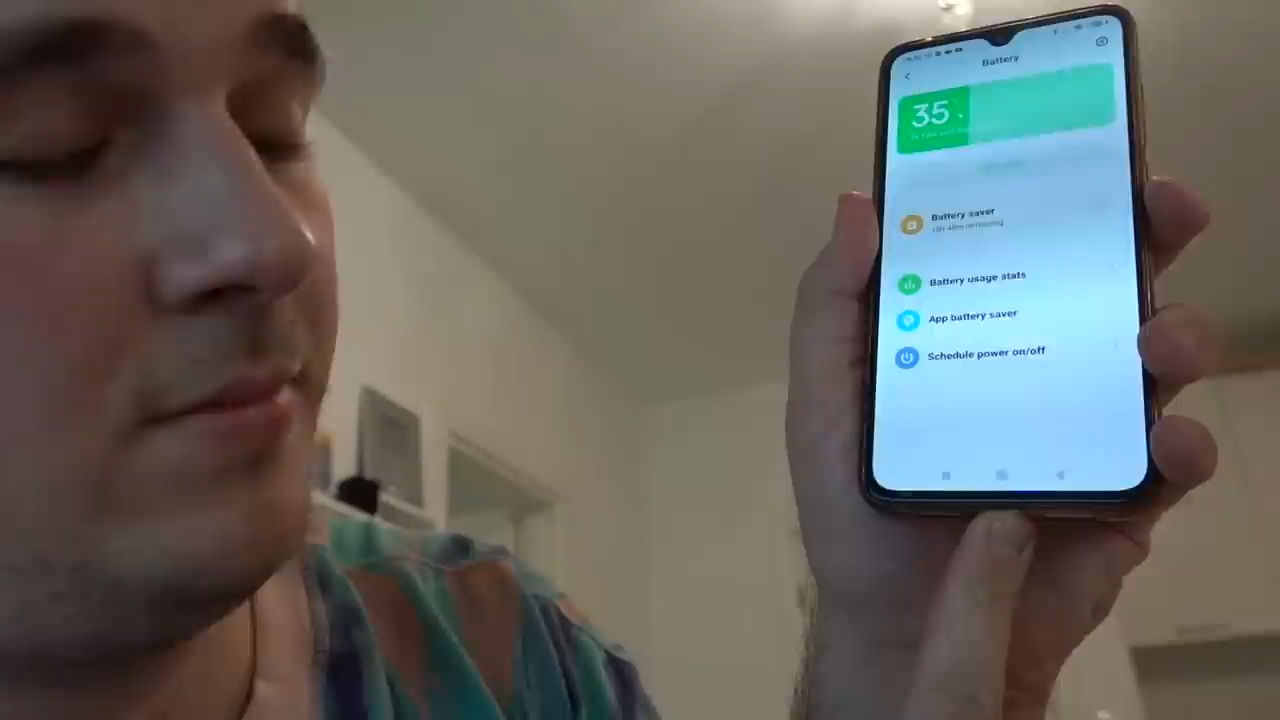 Battery
35
Battery saver
Battery usage stats
App battery saver
Schedule power on/off